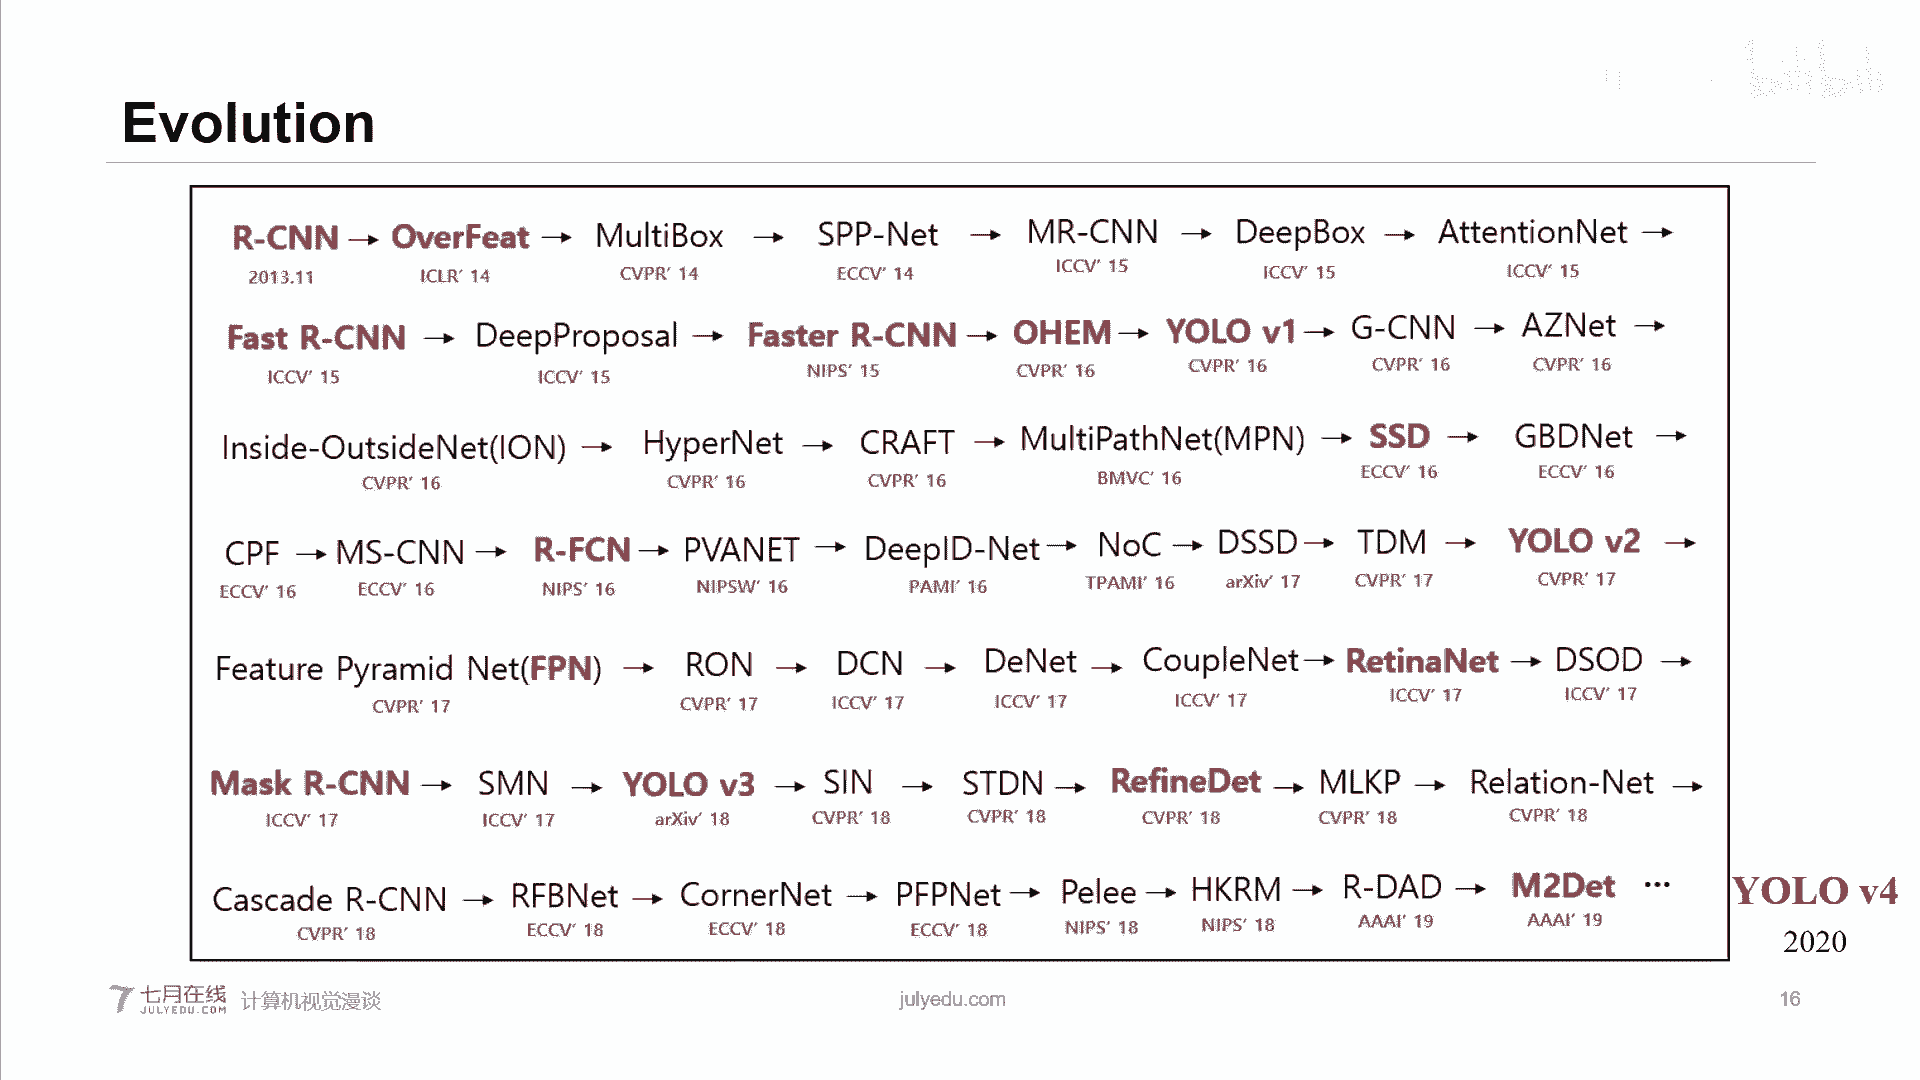 bilibili
Evolution
R-CNN → OverFeat → MultiBox → SPP-Net → MR-CNN → DeepBox → AttentionNet →
2013.11 ICLR' 14 CVPR' 14 ECCV' 14 ICCV' 15 ICCV' 15 ICCV' 15
Fast R-CNN → DeepProposal → Faster R-CNN → OHEM → YOLO v1 → G-CNN → AZNet →
ICCV' 15 ICCV' 15 NIPS' 15 CVPR' 16 CVPR' 16 CVPR' 16 CVPR' 16
Inside-OutsideNet(ION) → HyperNet → CRAFT → MultiPathNet(MPN) → SSD → GBDNet →
CVPR' 16 CVPR' 16 CVPR' 16 BMVC' 16 ECCV' 16 ECCV' 16
CPF → MS-CNN → R-FCN → PVANET → DeepID-Net → NoC → DSSD → TDM → YOLO v2 →
ECCV' 16 ECCV' 16 NIPS' 16 NIPSW' 16 PAMI' 16 TPAMI' 16 arXiv' 17 CVPR' 17 CVPR' 17
Feature Pyramid Net(FPN) → RON → DCN → DeNet → CoupleNet → RetinaNet → DSOD →
CVPR' 17 CVPR' 17 ICCV' 17 ICCV' 17 ICCV' 17 ICCV' 17 ICCV' 17
Mask R-CNN → SMN → YOLO v3 → SIN → STDN → RefineDet → MLKP → Relation-Net →
ICCV' 17 ICCV' 17 arXiv' 18 CVPR' 18 CVPR' 18 CVPR' 18 CVPR' 18 CVPR' 18
Cascade R-CNN → RFBNet → CornerNet → PFPNet → Pelee → HKRM → R-DAD → M2Det ··· YOLO v4
CVPR' 18 ECCV' 18 ECCV' 18 ECCV' 18 NIPS' 18 NIPS' 18 AAAI' 19 AAAI' 19 2020
七月在线
JULYEDU.COM
计算机视觉漫谈
julyedu.com
16